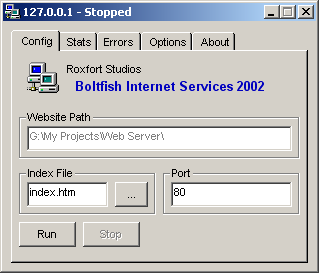 127.0.0.1 - Stopped
Config Stats Errors Options About
Roxfort Studios
Boltfish Internet Services 2002
Website Path
G:\My Projects\Web Server\
Index File
index.htm
...
Port
80
Run
Stop